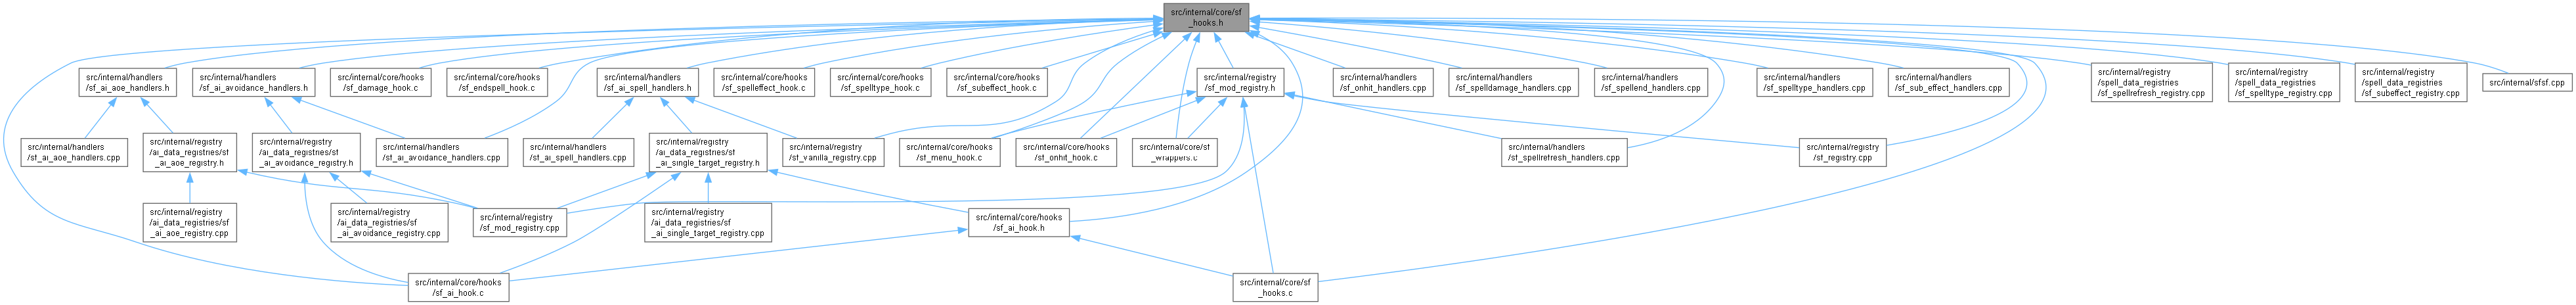 src/internal/core/sf
_hooks.h
src/internal/handlers
/sf_ai_aoe_handlers.h
src/internal/handlers
/sf_ai_avoidance_handlers.h
src/internal/core/hooks
/sf_damage_hook.c
src/internal/core/hooks
/sf_endspell_hook.c
src/internal/handlers
/sf_ai_spell_handlers.h
src/internal/core/hooks
/sf_spelleffect_hook.c
src/internal/core/hooks
/sf_spelltype_hook.c
src/internal/core/hooks
/sf_subeffect_hook.c
src/internal/registry
/sf_mod_registry.h
src/internal/handlers
/sf_onhit_handlers.cpp
src/internal/handlers
/sf_spelldamage_handlers.cpp
src/internal/handlers
/sf_spellend_handlers.cpp
src/internal/handlers
/sf_spelltype_handlers.cpp
src/internal/handlers
/sf_sub_effect_handlers.cpp
src/internal/registry
/spell_data_registries
/sf_spellrefresh_registry.cpp
src/internal/registry
/spell_data_registries
/sf_spelltype_registry.cpp
src/internal/registry
/spell_data_registries
/sf_subeffect_registry.cpp
src/internal/sfsf.cpp
src/internal/handlers
/sf_ai_aoe_handlers.cpp
src/internal/registry
/ai_data_registries/sf
_ai_aoe_registry.h
src/internal/registry
/ai_data_registries/sf
_ai_avoidance_registry.h
src/internal/handlers
/sf_ai_avoidance_handlers.cpp
src/internal/handlers
/sf_ai_spell_handlers.cpp
src/internal/registry
/ai_data_registries/sf
_ai_single_target_registry.h
src/internal/registry
/sf_vanilla_registry.cpp
src/internal/core/hooks
/sf_menu_hook.c
src/internal/core/hooks
/sf_onhit_hook.c
src/internal/core/sf
_wrappers.c
src/internal/handlers
/sf_spellrefresh_handlers.cpp
src/internal/registry
/sf_registry.cpp
src/internal/registry
/ai_data_registries/sf
_ai_aoe_registry.cpp
src/internal/registry
/ai_data_registries/sf
_ai_avoidance_registry.cpp
src/internal/registry
/sf_mod_registry.cpp
src/internal/registry
/ai_data_registries/sf
_ai_single_target_registry.cpp
src/internal/core/hooks
/sf_ai_hook.h
src/internal/core/hooks
/sf_ai_hook.c
src/internal/core/sf
_hooks.c